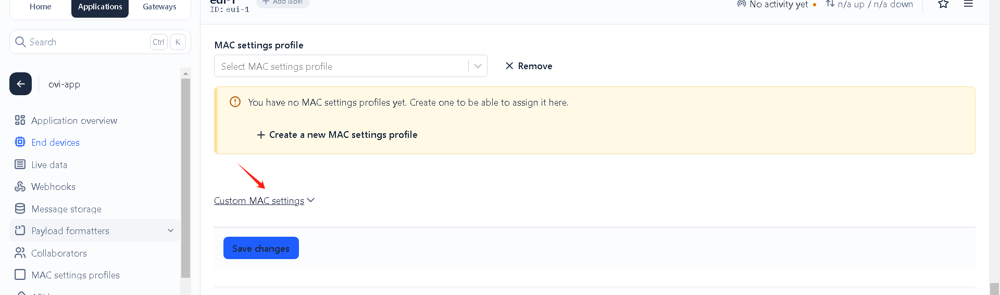 Home
Applications
Gateways
Search
Ctrl
K
ovi-app
Application overview
End devices
Live data
Webhooks
Message storage
Payload formatters
Collaborators
MAC settings profiles
eui-1
+ Add label
ID: eui-1
No activity yet
n/a up / n/a down
MAC settings profile
Select MAC settings profile
Remove
You have no MAC settings profiles yet. Create one to be able to assign it here.
+ Create a new MAC settings profile
Custom MAC settings
Save changes